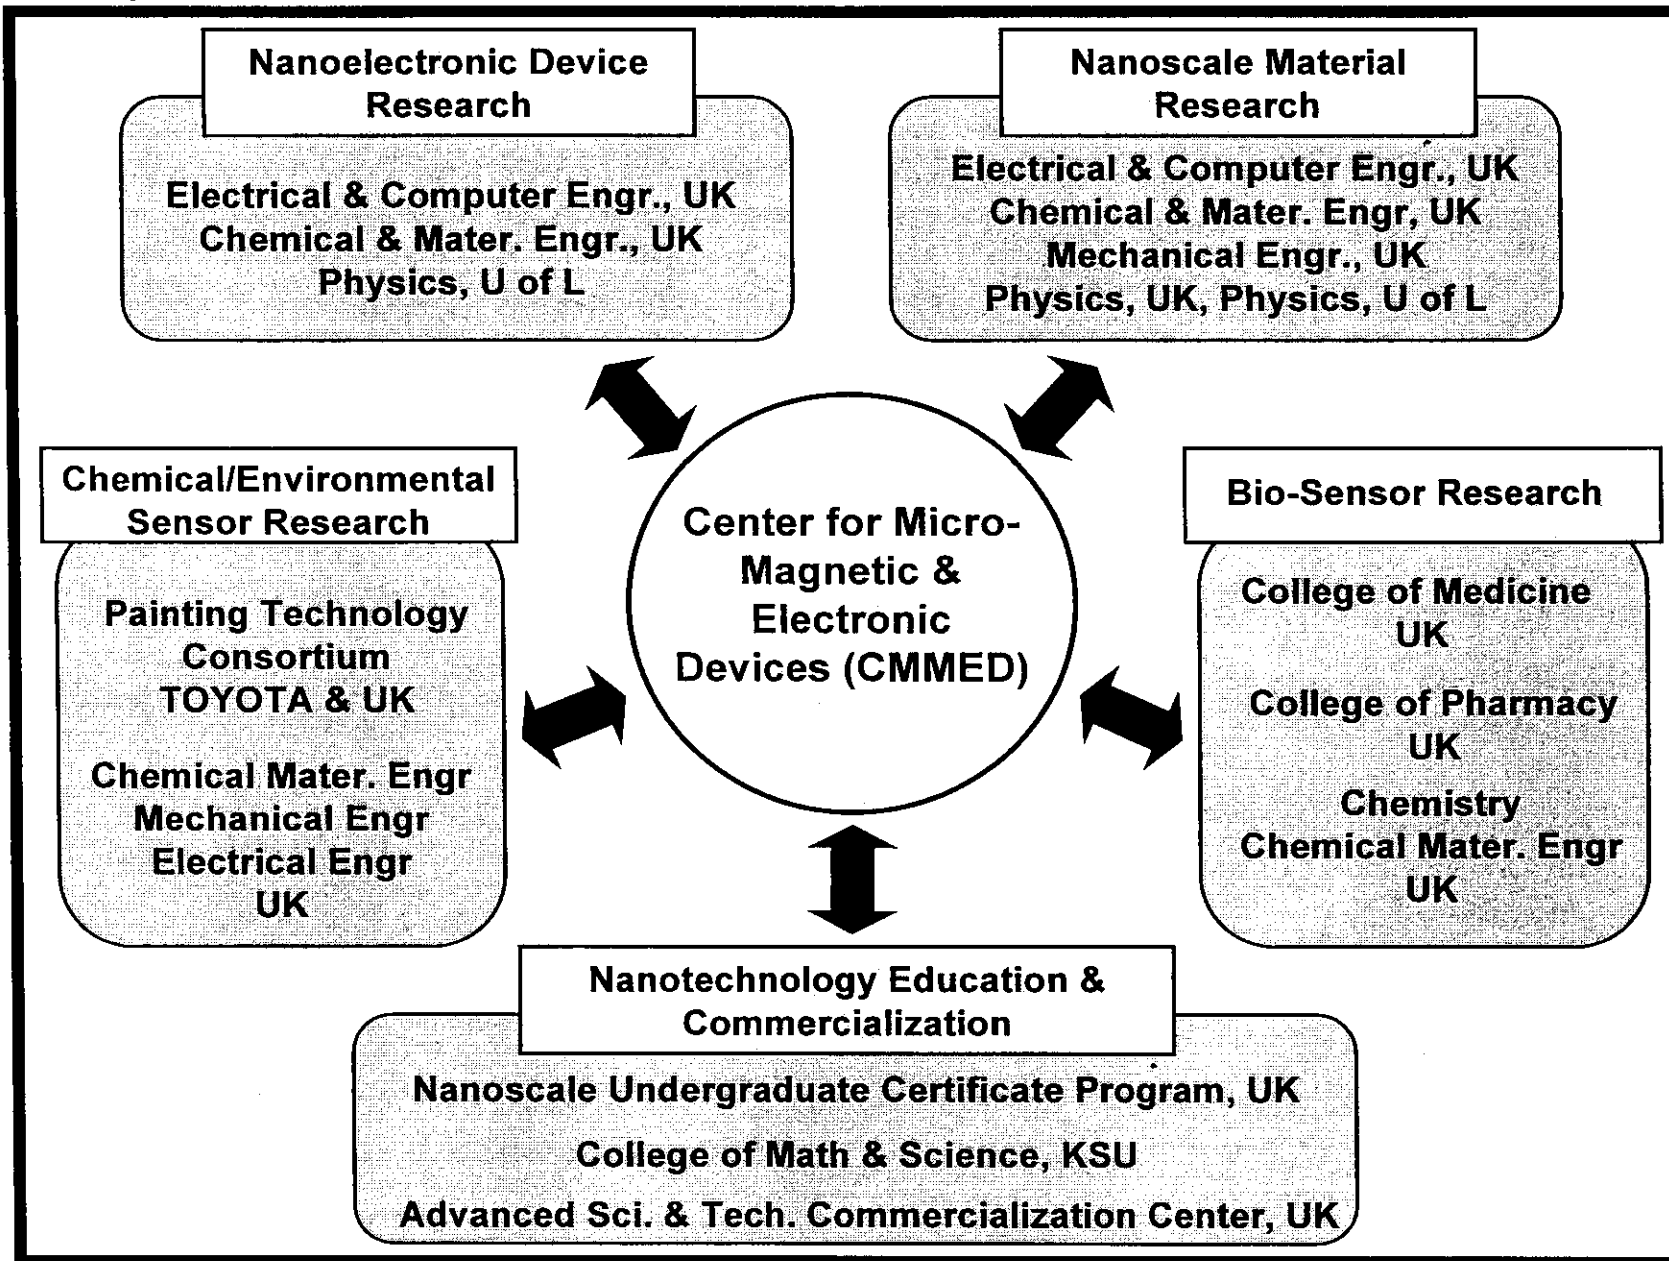 Nanoelectronic Device
Research
Electrical & Computer Engr., UK
Chemical & Mater. Engr., UK
Physics, U of L
Nanoscale Material
Research
Electrical & Computer Engr., UK
Chemical & Mater. Engr, UK
Mechanical Engr., UK
Physics, UK, Physics, U of L
Chemical/Environmental
Sensor Research
Painting Technology
Consortium
TOYOTA & UK
Chemical Mater. Engr
Mechanical Engr
Electrical Engr
UK
Center for Micro-
Magnetic &
Electronic
Devices (CMMED)
Bio-Sensor Research
College of Medicine
UK
College of Pharmacy
UK
Chemistry
Chemical Mater. Engr
UK
Nanotechnology Education &
Commercialization
Nanoscale Undergraduate Certificate Program, UK
College of Math & Science, KSU
Advanced Sci. & Tech. Commercialization Center, UK